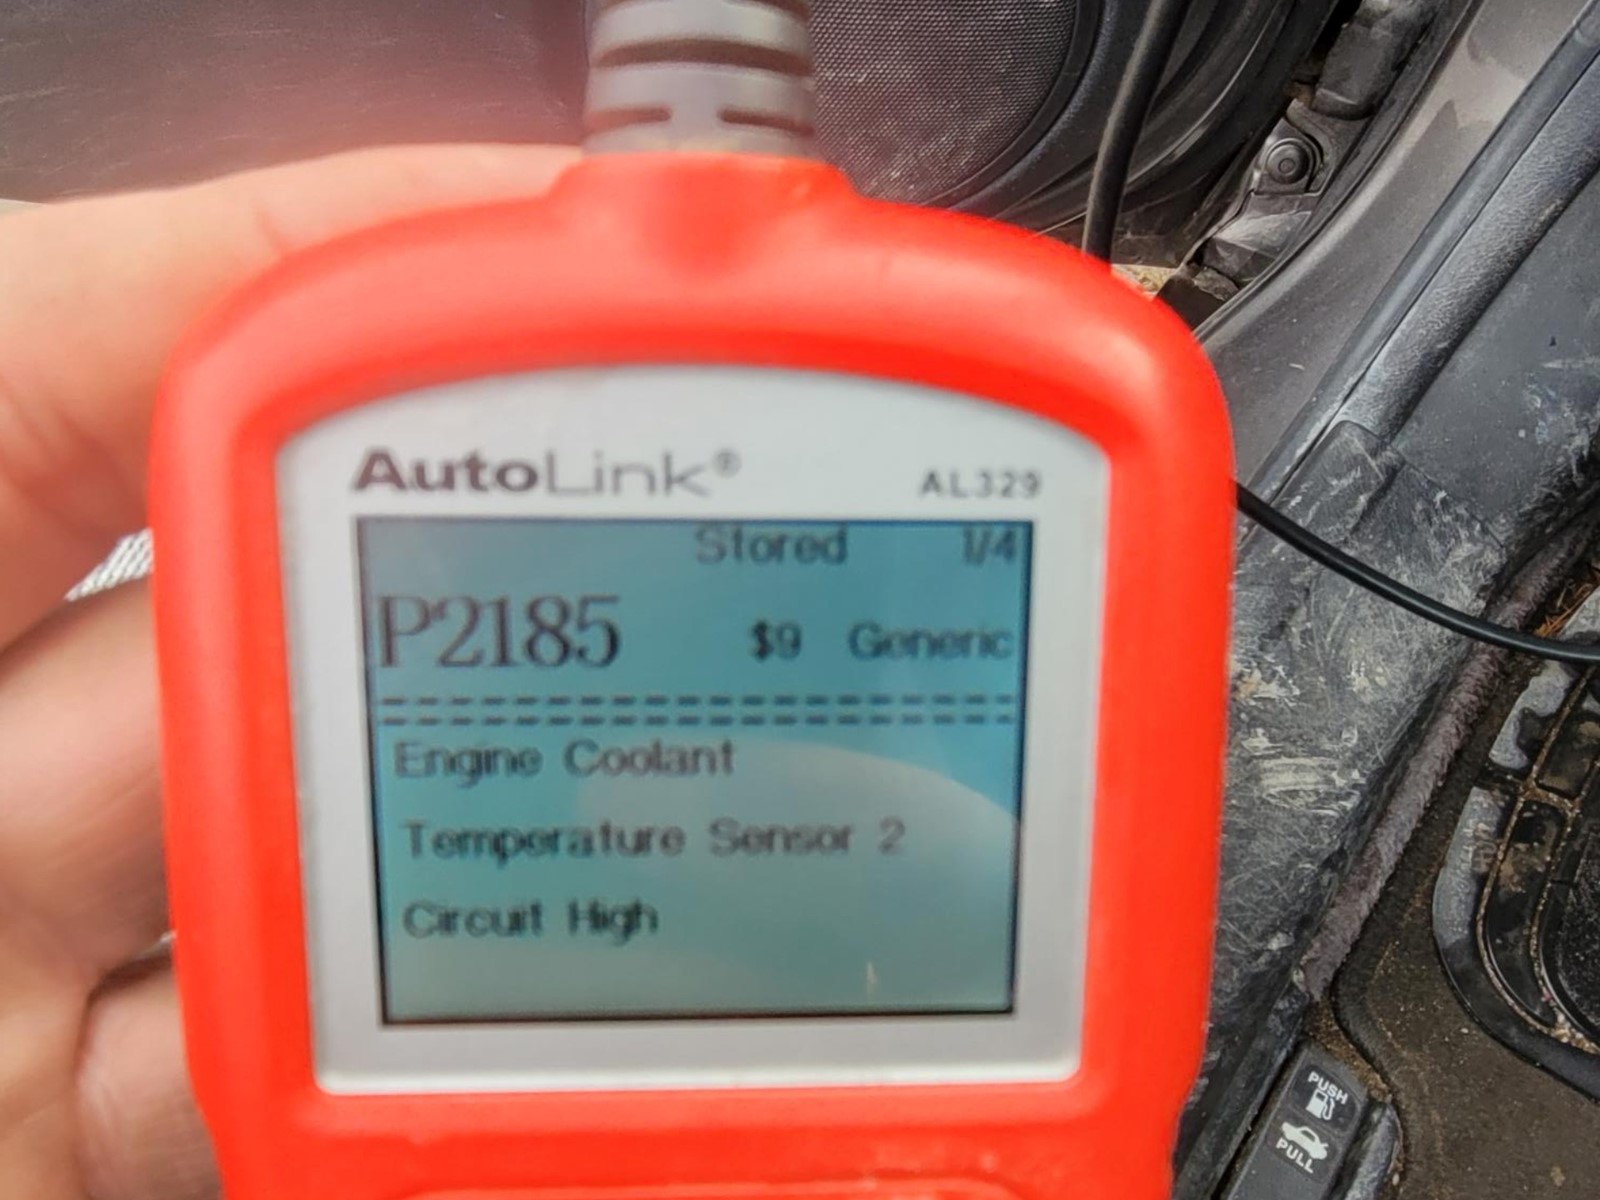 AutoLink® AL329
Stored 1/4
P2185 $9 Generic
Engine Coolant
Temperature Sensor 2
Circuit High
PUSH
PULL